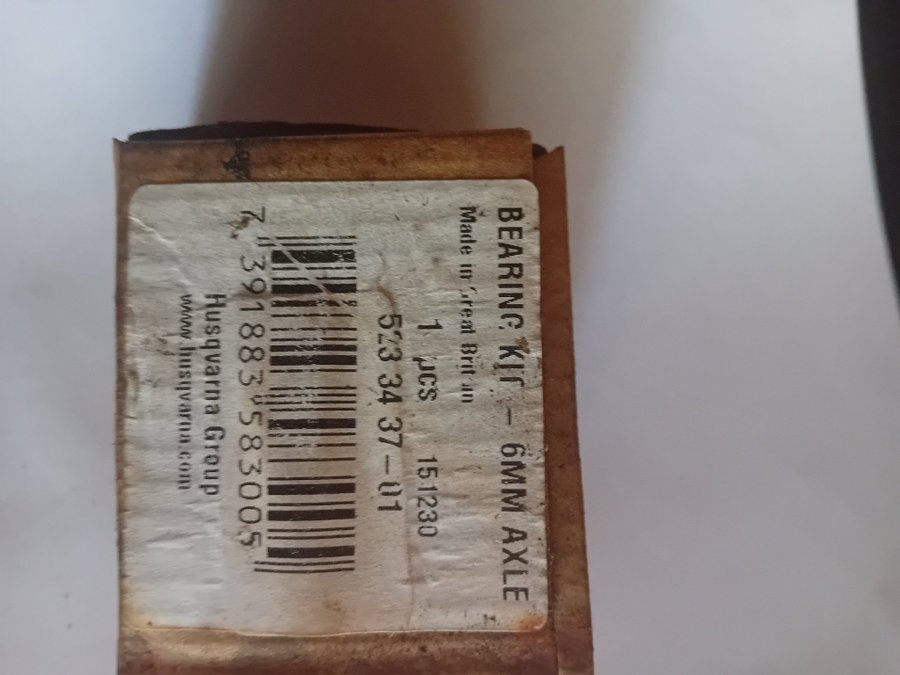 BEARING KIT - 6MM AXLE
Made in Great Britain
1 pcs 151230
523 34 37-01
7 391883 583005
Husqvarna Group
www.husqvarna.com